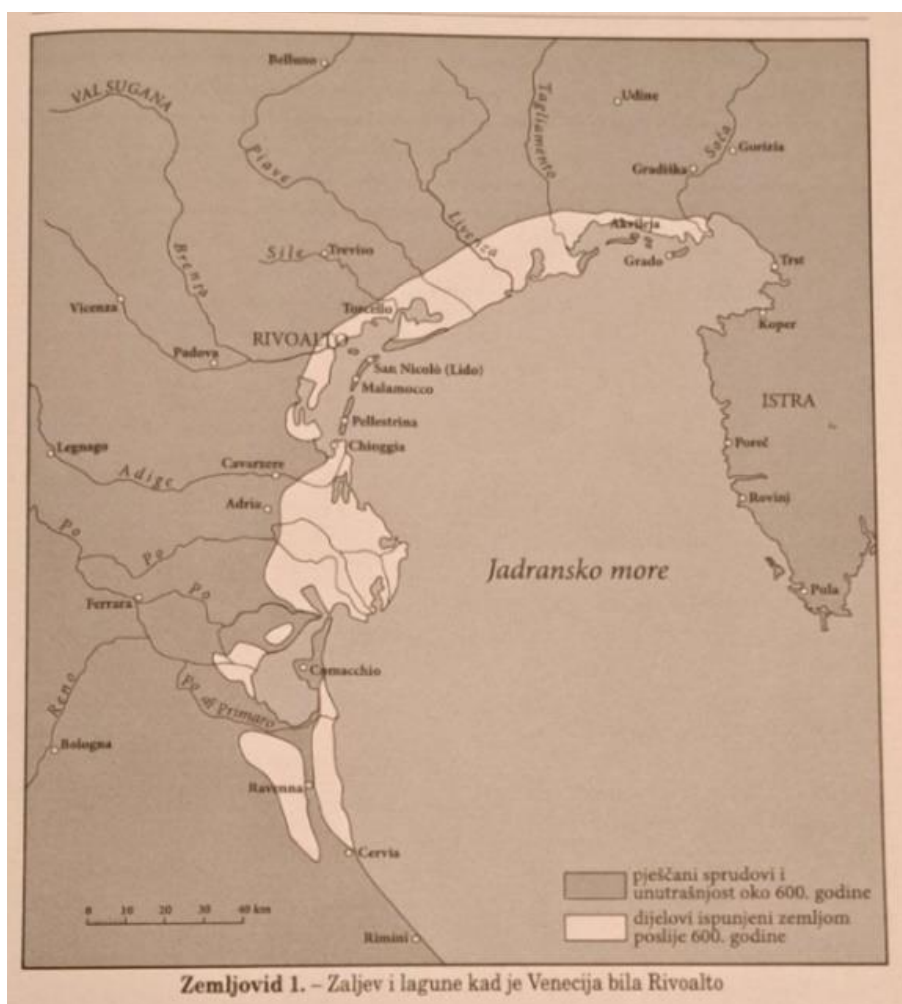 Belluno
VAL SUGANA
Udine
Tagliamento
Soča
Gorizia
Piave
Gradiška
Livenza
Akvileja
Sile
Treviso
Grado
Trst
Brenta
Vicenza
Torcello
RIVOALTO
Koper
Padova
San Nicolò (Lido)
Malamocco
ISTRA
Pellestrina
Legnago
Chioggia
Poreč
Adige
Cavarzere
Adria
Rovinj
Po
Po
Jadransko more
Ferrara
Po
Pula
Comacchio
Reno
Po di Primaro
Bologna
Ravenna
Cervia
pješčani sprudovi i
unutrašnjost oko 600. godine
0 10 20 30 40 km
dijelovi ispunjeni zemljom
poslije 600. godine
Rimini
Zemljovid 1. – Zaljev i lagune kad je Venecija bila Rivoalto